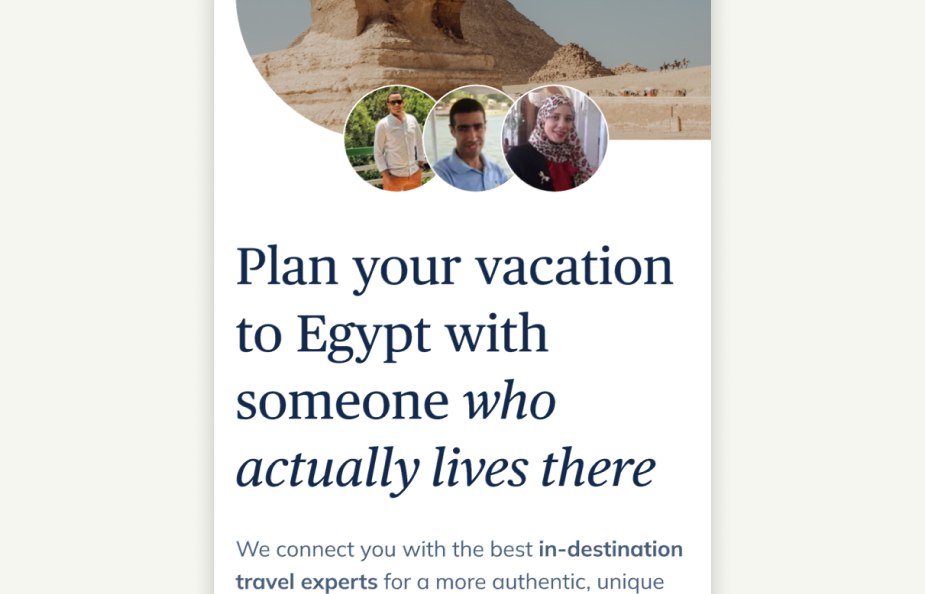 Plan your vacation
to Egypt with
someone who
actually lives there
We connect you with the best in-destination
travel experts for a more authentic, unique